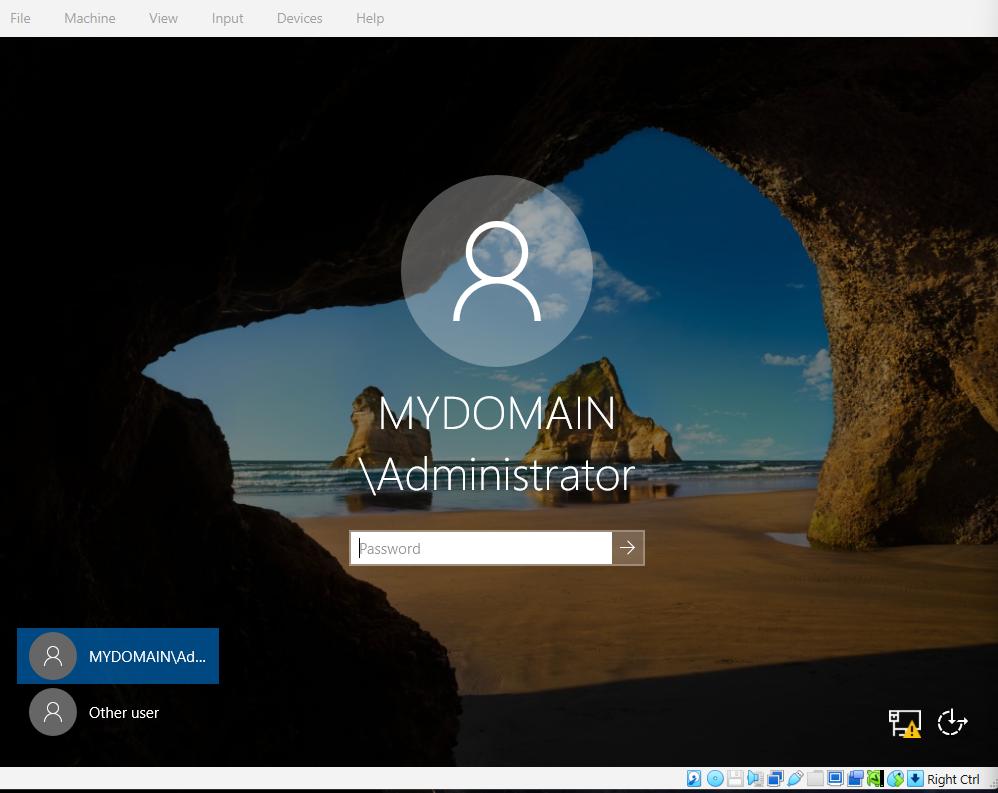 File Machine View Input Devices Help
MYDOMAIN
\Administrator
Password
MYDOMAIN\Ad...
Other user
Right Ctrl